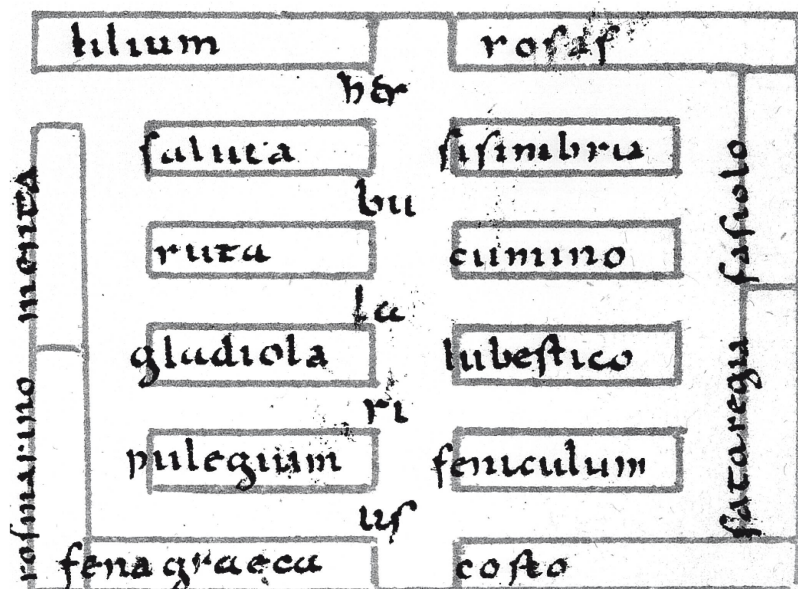 lilium
rosas
her
saluia
sisimbria
bu
ruta
cumino
la
gladiola
lubestico
ri
pulegium
feniculum
us
fena graeca
costo
menta
rosmarino
fasiolo
sataregia